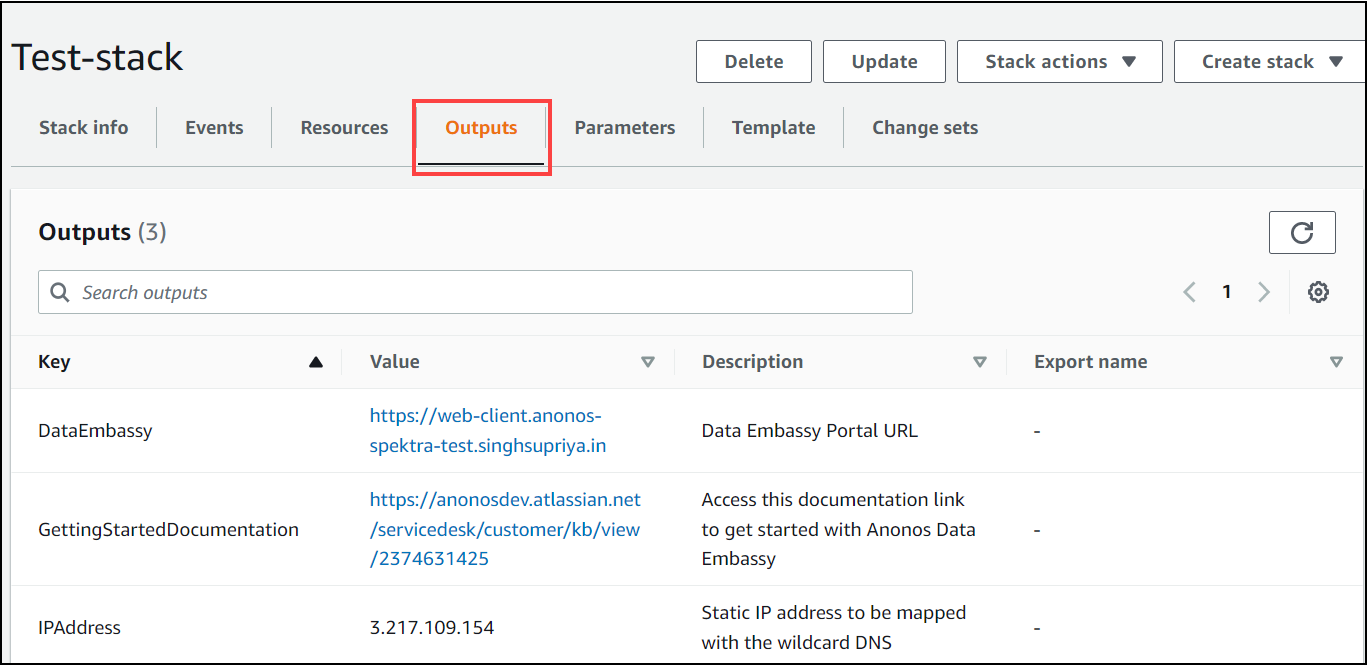 Test-stack
Delete
Update
Stack actions
Create stack
Stack info
Events
Resources
Outputs
Parameters
Template
Change sets
Outputs (3)
Search outputs
1
Key
Value
Description
Export name
DataEmbassy
https://web-client.anonos-
spektra-test.singhsupriya.in
Data Embassy Portal URL
-
GettingStartedDocumentation
https://anonosdev.atlassian.net
/servicedesk/customer/kb/view
/2374631425
Access this documentation link
to get started with Anonos Data
Embassy
-
IPAddress
3.217.109.154
Static IP address to be mapped
with the wildcard DNS
-